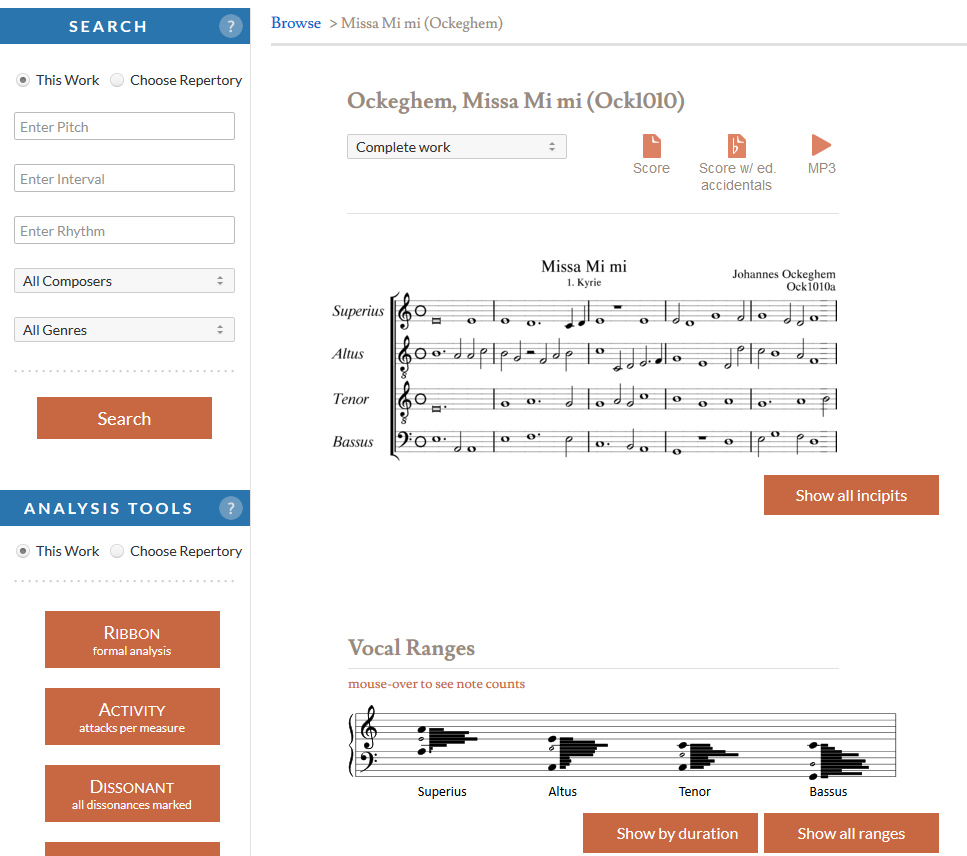 SEARCH ?
This Work Choose Repertory
Enter Pitch
Enter Interval
Enter Rhythm
All Composers
All Genres
Search
ANALYSIS TOOLS ?
This Work Choose Repertory
RIBBON
formal analysis
ACTIVITY
attacks per measure
DISSONANT
all dissonances marked
Browse > Missa Mi mi (Ockeghem)
Ockeghem, Missa Mi mi (Ock1010)
Complete work
Score
Score w/ ed.
accidentals
MP3
Missa Mi mi
1. Kyrie
Johannes Ockeghem
Ock1010a
Superius
Altus
8
Tenor
8
Bassus
Show all incipits
Vocal Ranges
mouse-over to see note counts
Superius Altus Tenor Bassus
Show by duration Show all ranges